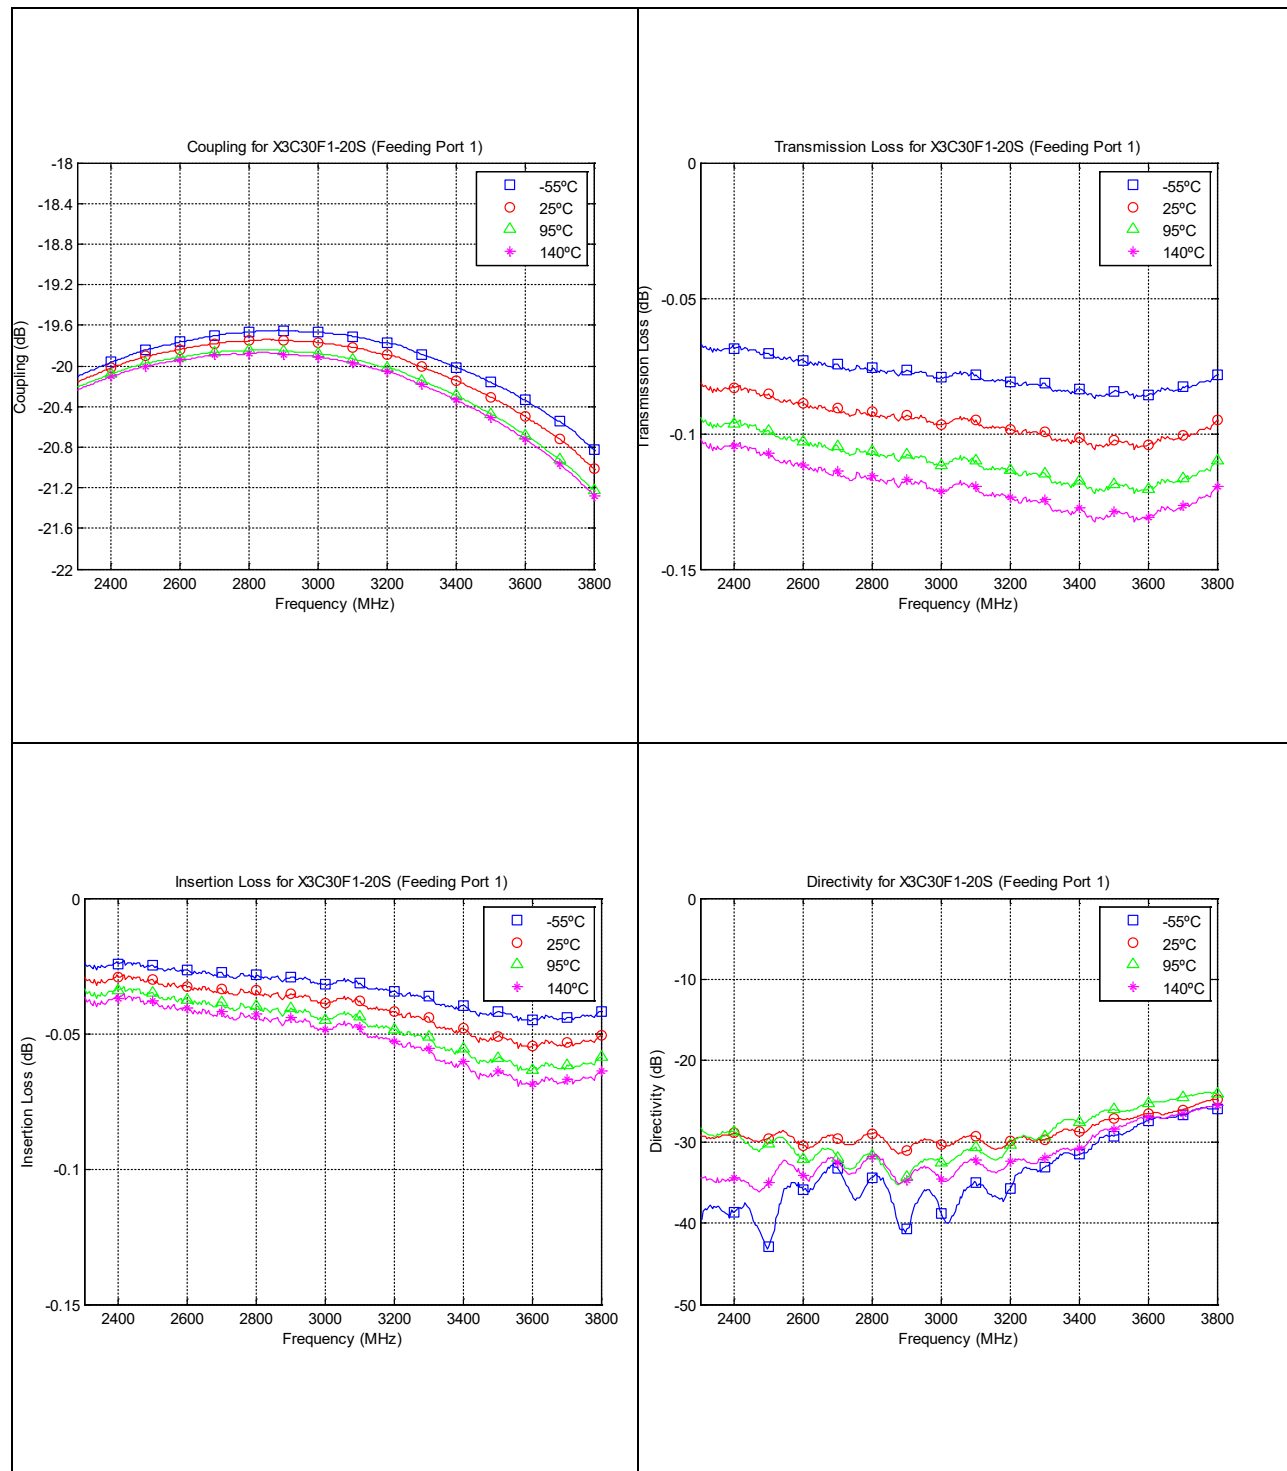 Coupling for X3C30F1-20S (Feeding Port 1)
-18
-18.4
-18.8
-19.2
-19.6
-20
-20.4
-20.8
-21.2
-21.6
-22
Coupling (dB)
-55ºC
25ºC
95ºC
140ºC
2400 2600 2800 3000 3200 3400 3600 3800
Frequency (MHz)
Transmission Loss for X3C30F1-20S (Feeding Port 1)
0
-0.05
-0.1
-0.15
Transmission Loss (dB)
-55ºC
25ºC
95ºC
140ºC
2400 2600 2800 3000 3200 3400 3600 3800
Frequency (MHz)
Insertion Loss for X3C30F1-20S (Feeding Port 1)
0
-0.05
-0.1
-0.15
Insertion Loss (dB)
-55ºC
25ºC
95ºC
140ºC
2400 2600 2800 3000 3200 3400 3600 3800
Frequency (MHz)
Directivity for X3C30F1-20S (Feeding Port 1)
0
-10
-20
-30
-40
-50
Directivity (dB)
-55ºC
25ºC
95ºC
140ºC
2400 2600 2800 3000 3200 3400 3600 3800
Frequency (MHz)